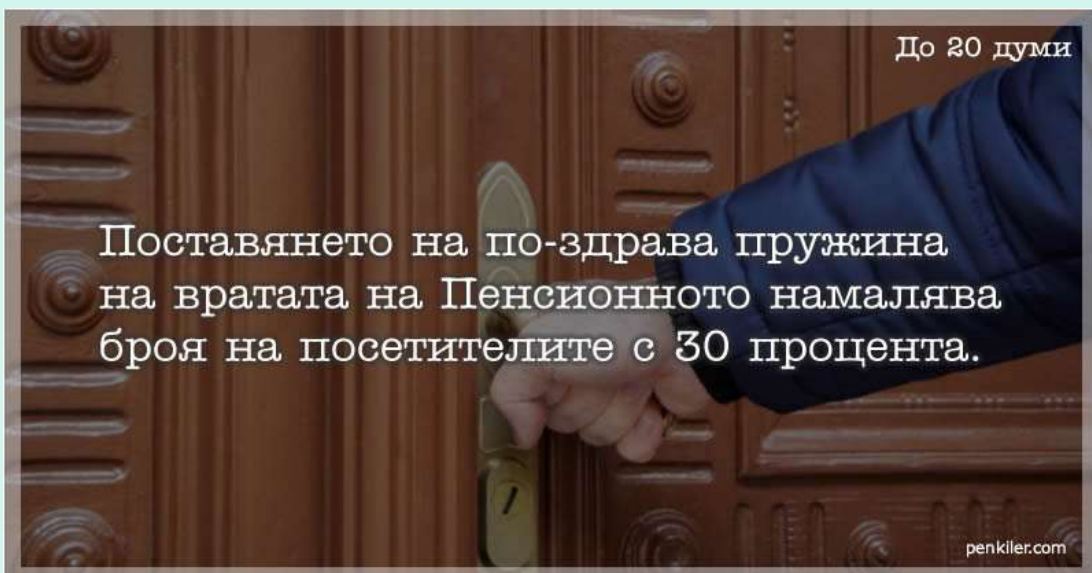 До 20 думи
Поставянето на по-здрава пружина
на вратата на Пенсионното намалява
броя на посетителите с 30 процента.
penkiler.com